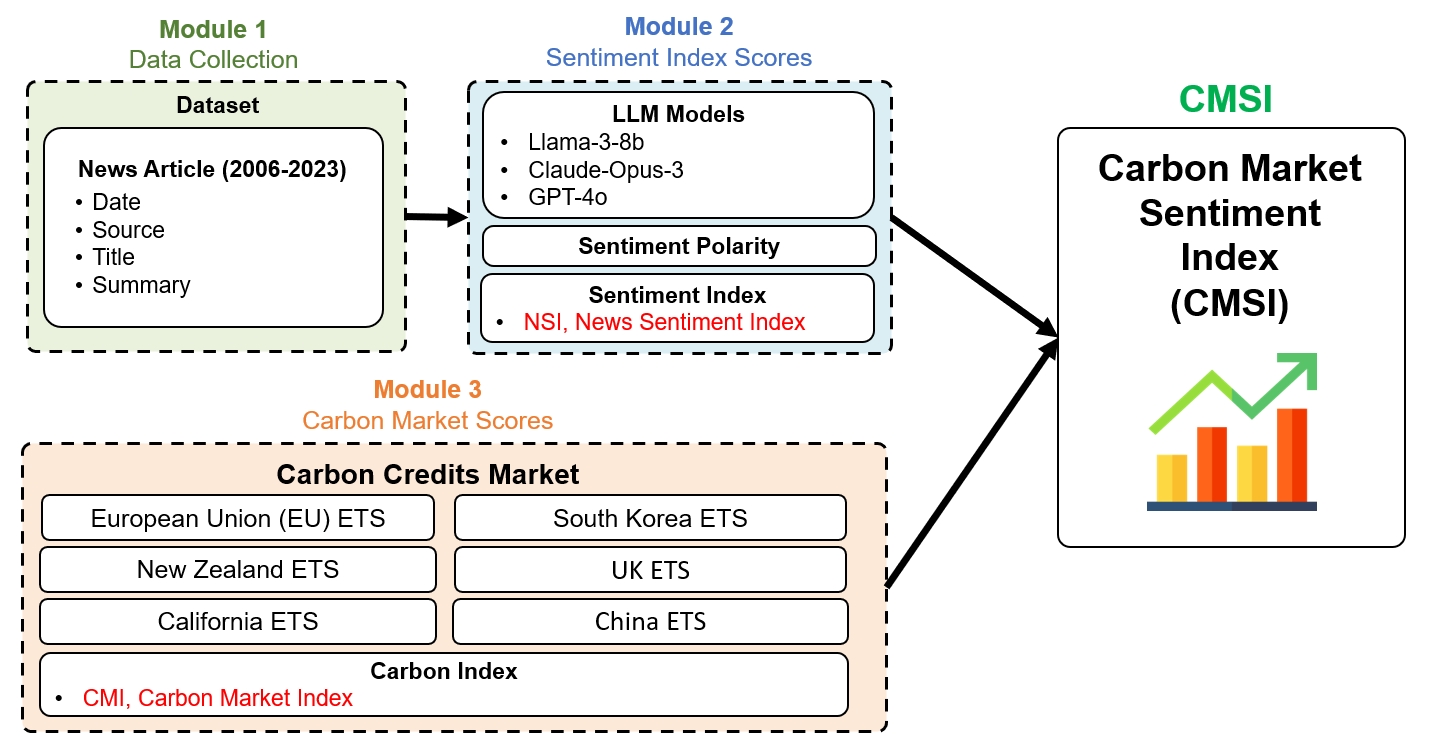 Module 1
Data Collection
Dataset
News Article (2006-2023)
• Date
• Source
• Title
• Summary
Module 2
Sentiment Index Scores
LLM Models
• Llama-3-8b
• Claude-Opus-3
• GPT-4o
Sentiment Polarity
Sentiment Index
• NSI, News Sentiment Index
Module 3
Carbon Market Scores
Carbon Credits Market
European Union (EU) ETS
South Korea ETS
New Zealand ETS
UK ETS
California ETS
China ETS
Carbon Index
• CMI, Carbon Market Index
CMSI
Carbon Market
Sentiment
Index
(CMSI)